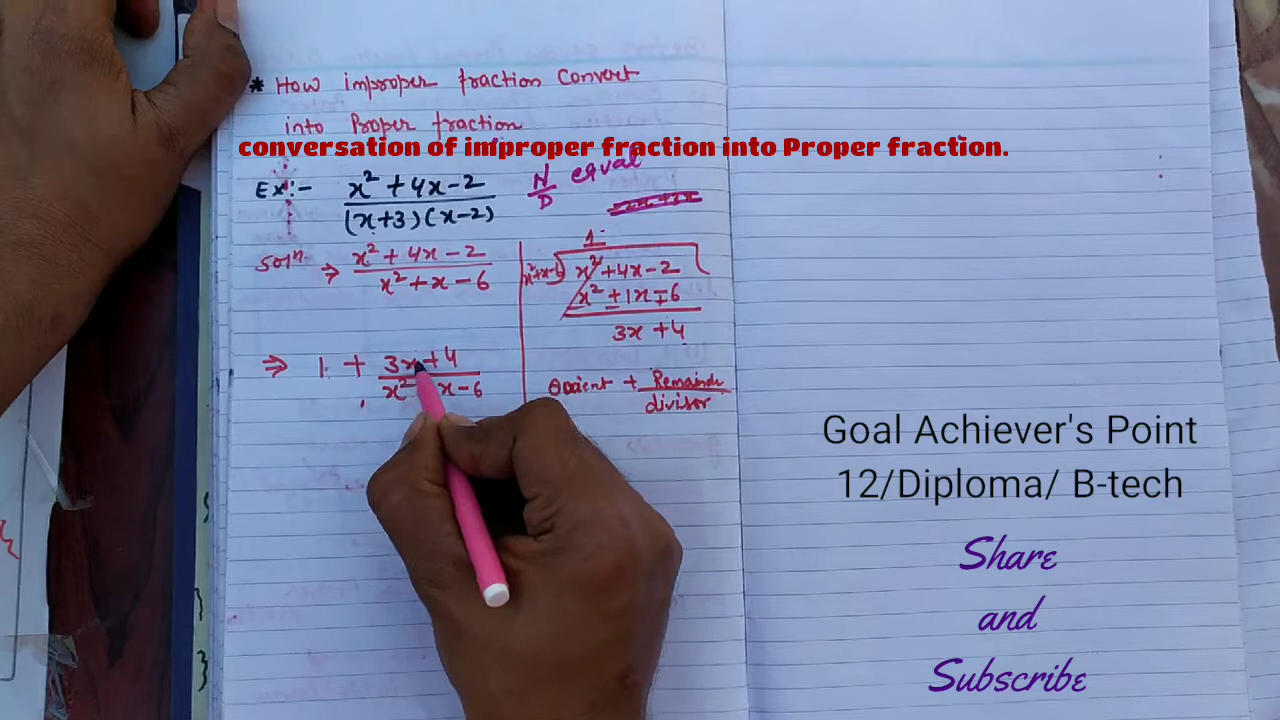 * How improper fraction convert
into Proper fraction
conversation of improper fraction into Proper fraction.
Ex:- x² + 4x - 2 / (x+3)(x-2)
N/D equal
Solⁿ ⇒ x² + 4x - 2 / x² + x - 6
1
x²+x-6 x² + 4x - 2
x² + 1x - 6
3x + 4
⇒ 1 + 3x+4 / x² x - 6
+ Remainde / divisor
Goal Achiever's Point
12/Diploma/ B-tech
Share
and
Subscribe